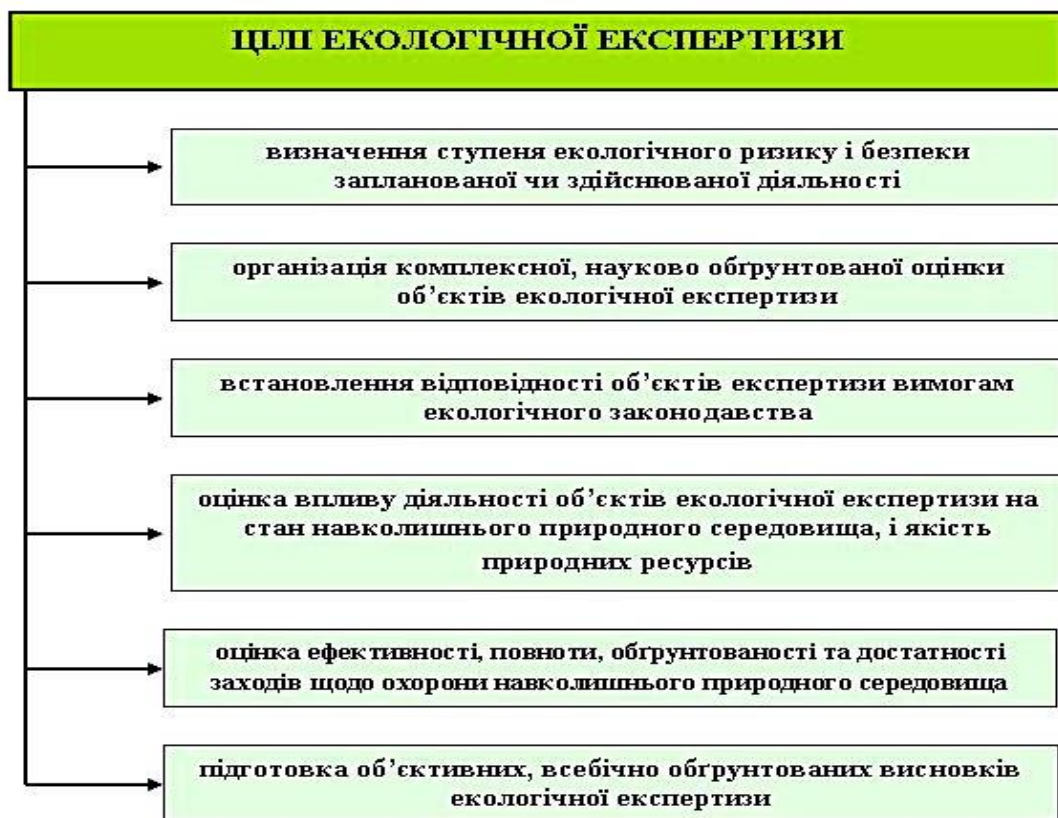 ЦІЛІ ЕКОЛОГІЧНОЇ ЕКСПЕРТИЗИ
визначення ступеня екологічного ризику і безпеки
запланованої чи здійснюваної діяльності
організація комплексної, науково обґрунтованої оцінки
об’єктів екологічної експертизи
встановлення відповідності об’єктів експертизи вимогам
екологічного законодавства
оцінка впливу діяльності об’єктів екологічної експертизи на
стан навколишнього природного середовища, і якість
природних ресурсів
оцінка ефективності, повноти, обґрунтованості та достатності
заходів щодо охорони навколишнього природного середовища
підготовка об’єктивних, всебічно обґрунтованих висновків
екологічної експертизи